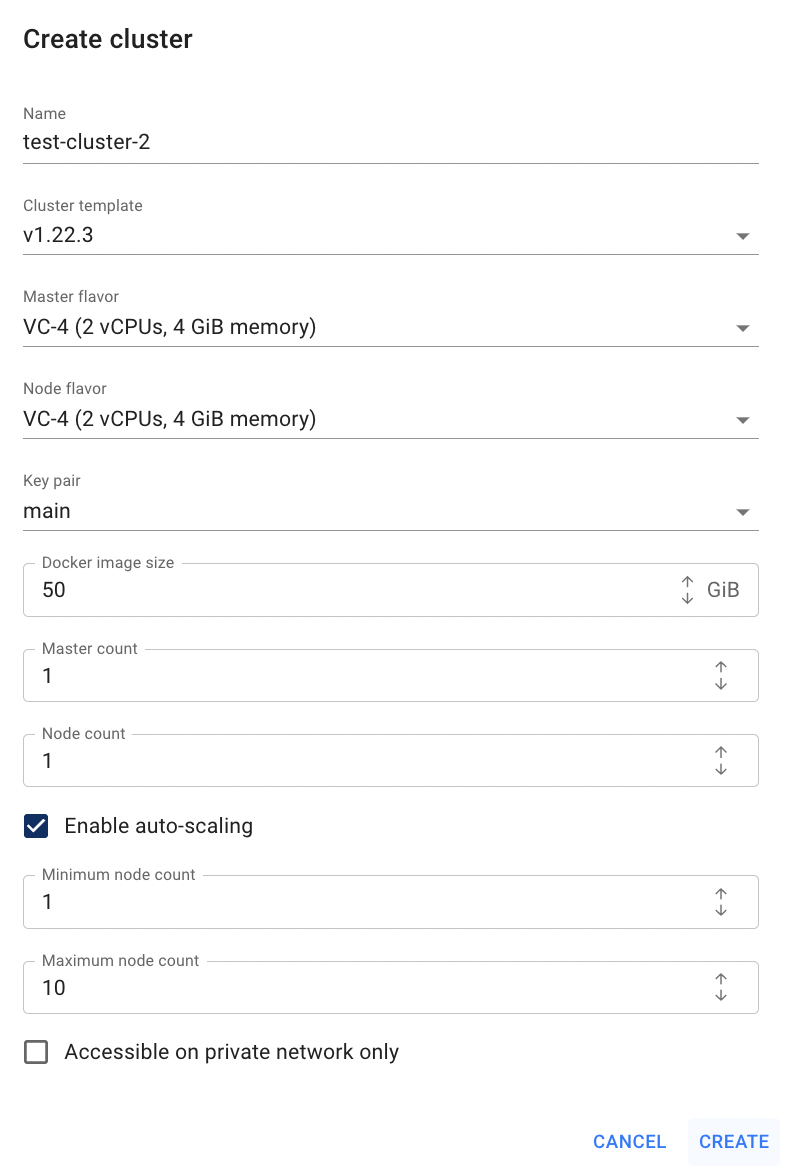 Create cluster
Name
test-cluster-2
Cluster template
v1.22.3
Master flavor
VC-4 (2 vCPUs, 4 GiB memory)
Node flavor
VC-4 (2 vCPUs, 4 GiB memory)
Key pair
main
Docker image size
50 GiB
Master count
1
Node count
1
Enable auto-scaling
Minimum node count
1
Maximum node count
10
Accessible on private network only
CANCEL CREATE